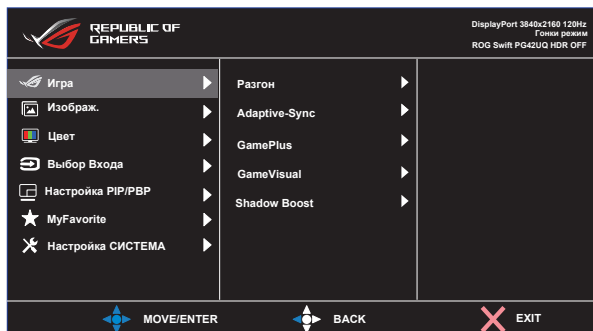 REPUBLIC OF
GAMERS
DisplayPort 3840x2160 120Hz
Гонки режим
ROG Swift PG42UQ HDR OFF
Игра
Изображ.
Цвет
Выбор Входа
Настройка PIP/PBP
MyFavorite
Настройка СИСТЕМА
Разгон
Adaptive-Sync
GamePlus
GameVisual
Shadow Boost
MOVE/ENTER
BACK
EXIT